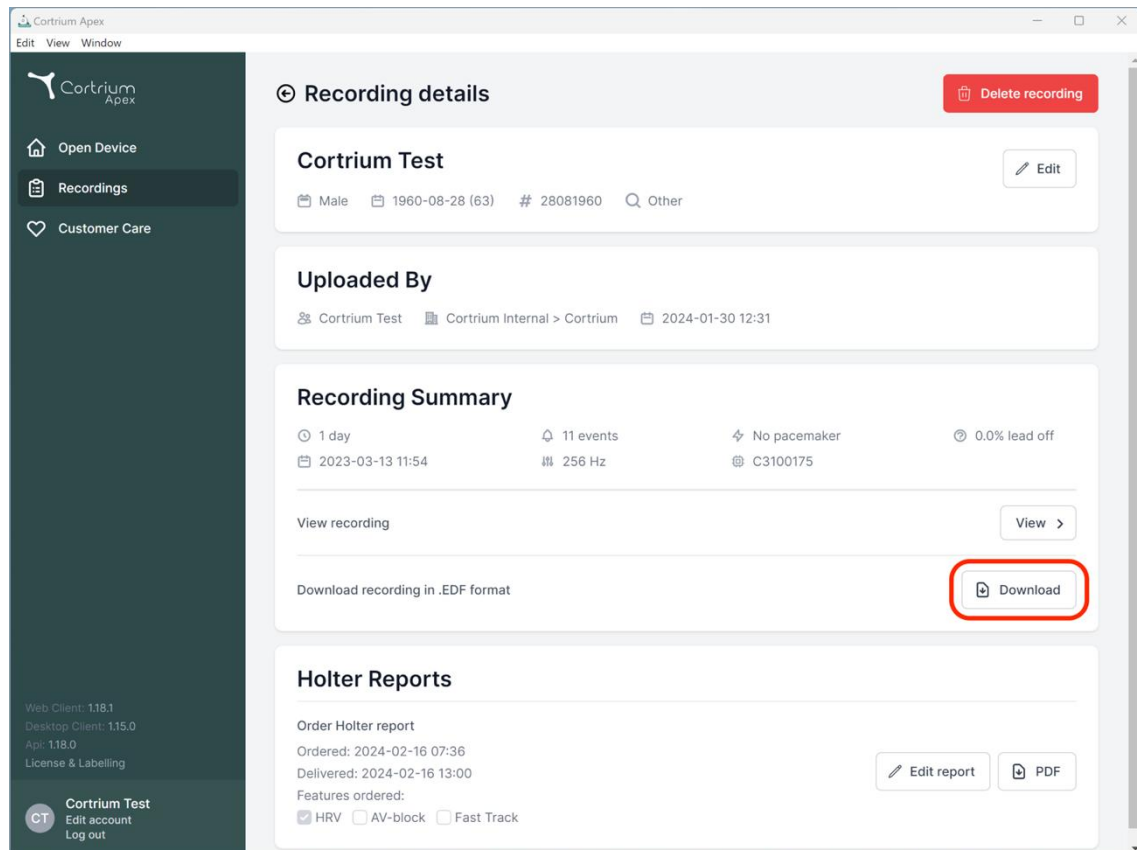 Cortrium Apex
Edit View Window
Cortrium
Apex
Open Device
Recordings
Customer Care
Web Client: 1.18.1
Desktop Client: 1.15.0
Api: 1.18.0
License & Labelling
CT
Cortrium Test
Edit account
Log out
Recording details
Delete recording
Cortrium Test
Edit
Male 1960-08-28 (63) # 28081960 Other
Uploaded By
Cortrium Test Cortrium Internal > Cortrium 2024-01-30 12:31
Recording Summary
1 day 11 events No pacemaker 0.0% lead off
2023-03-13 11:54 256 Hz C3100175
View recording View >
Download recording in .EDF format Download
Holter Reports
Order Holter report
Ordered: 2024-02-16 07:36
Delivered: 2024-02-16 13:00
Edit report PDF
Features ordered:
HRV AV-block Fast Track